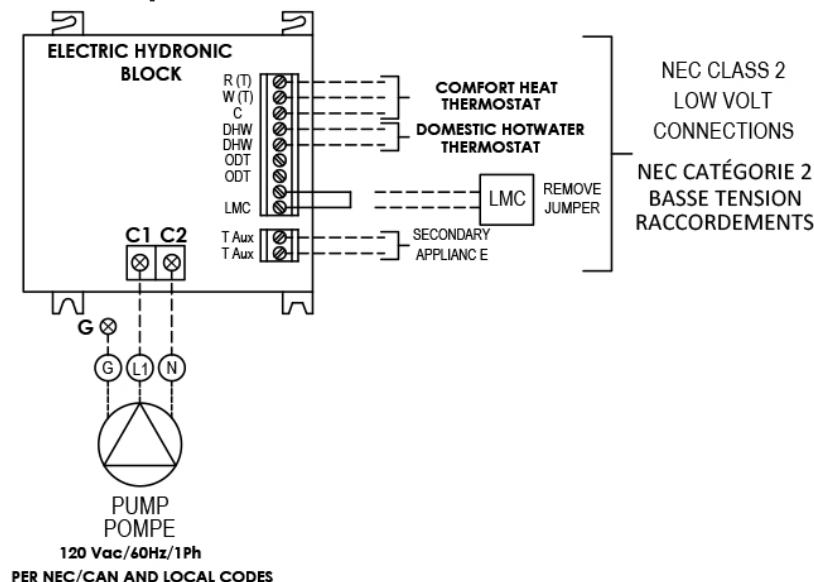 ELECTRIC HYDRONIC
BLOCK
R (T)
W (T)
C
DHW
DHW
ODT
ODT
LMC
T Aux
T Aux
COMFORT HEAT
THERMOSTAT
DOMESTIC HOTWATER
THERMOSTAT
LMC
REMOVE
JUMPER
SECONDARY
APPLIANC E
NEC CLASS 2
LOW VOLT
CONNECTIONS
NEC CATÉGORIE 2
BASSE TENSION
RACCORDEMENTS
C1 C2
G
G L1 N
PUMP
POMPE
120 Vac/60Hz/1Ph
PER NEC/CAN AND LOCAL CODES